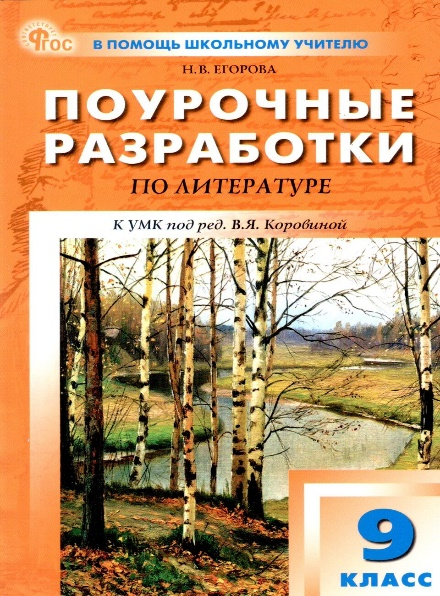 ФГОС
В ПОМОЩЬ ШКОЛЬНОМУ УЧИТЕЛЮ
Н.В. ЕГОРОВА
ПОУРОЧНЫЕ
РАЗРАБОТКИ
ПО ЛИТЕРАТУРЕ
К УМК под ред. В.Я. Коровиной
9
КЛАСС